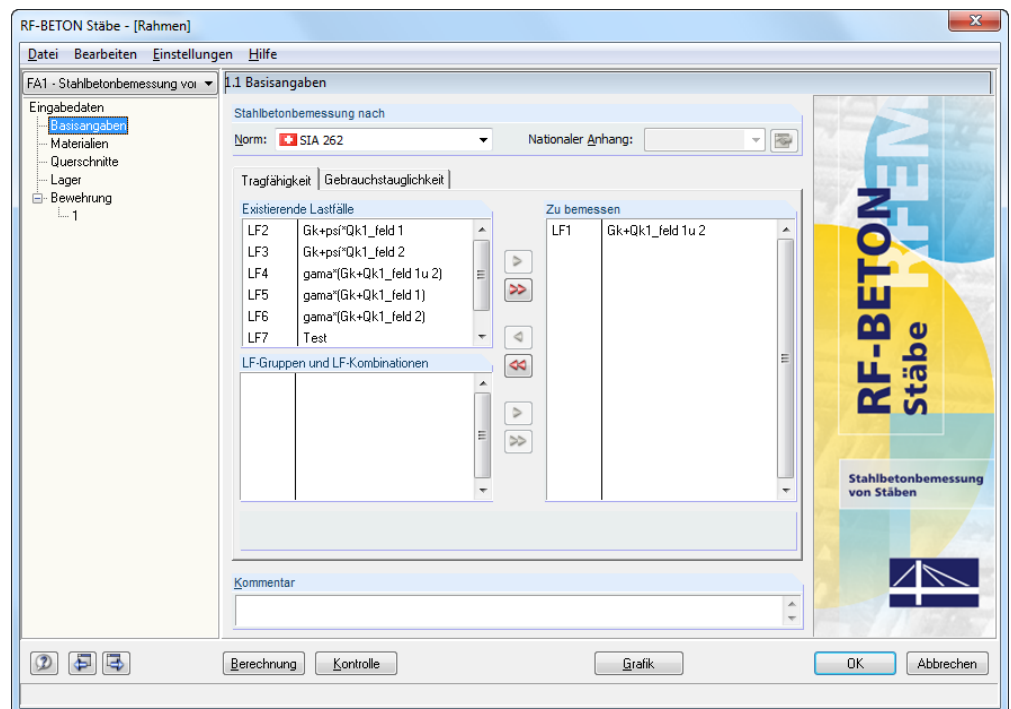 RF-BETON Stäbe - [Rahmen]
Datei Bearbeiten Einstellungen Hilfe
FA1 - Stahlbetonbemessung voı
1.1 Basisangaben
Eingabedaten
Basisangaben
Materialien
Querschnitte
Lager
Bewehrung
1
Stahlbetonbemessung nach
Norm: SIA 262 Nationaler Anhang:
Tragfähigkeit Gebrauchstauglichkeit
Existierende Lastfälle
LF2 Gk+psí*Qk1_feld 1
LF3 Gk+psí*Qk1_feld 2
LF4 gama*(Gk+Qk1_feld 1u 2)
LF5 gama*(Gk+Qk1_feld 1)
LF6 gama*(Gk+Qk1_feld 2)
LF7 Test
LF-Gruppen und LF-Kombinationen
> 
>>
<
<<
>
>>
Zu bemessen
LF1 Gk+Qk1_feld 1u 2
Kommentar
RFEM
RF-BETON
Stäbe
Stahlbetonbemessung
von Stäben
Berechnung Kontrolle Grafik OK Abbrechen